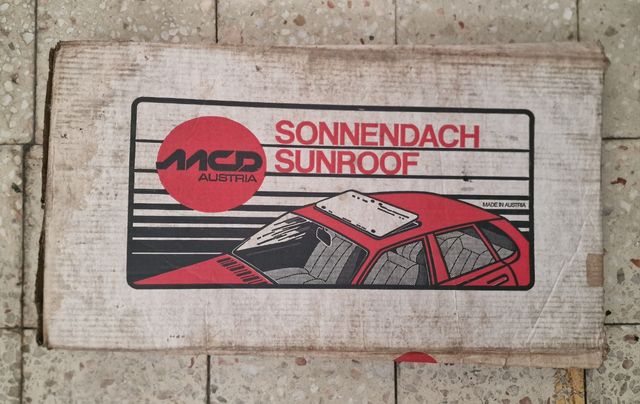 SONNENDACH
SUNROOF
MCD
AUSTRIA
MADE IN AUSTRIA